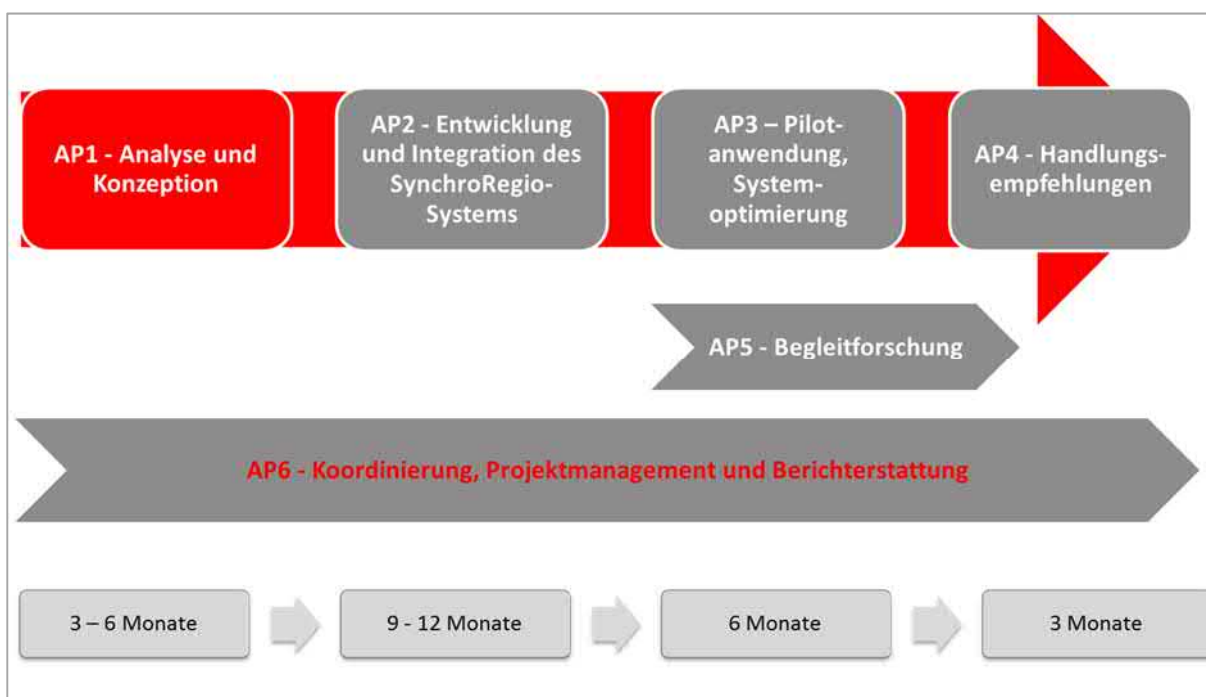 AP1 - Analyse und
Konzeption
AP2 - Entwicklung
und Integration des
SynchroRegio-
Systems
AP3 – Pilot-
anwendung,
System-
optimierung
AP4 - Handlungs-
empfehlungen
AP5 - Begleitforschung
AP6 - Koordinierung, Projektmanagement und Berichterstattung
3 – 6 Monate
9 - 12 Monate
6 Monate
3 Monate